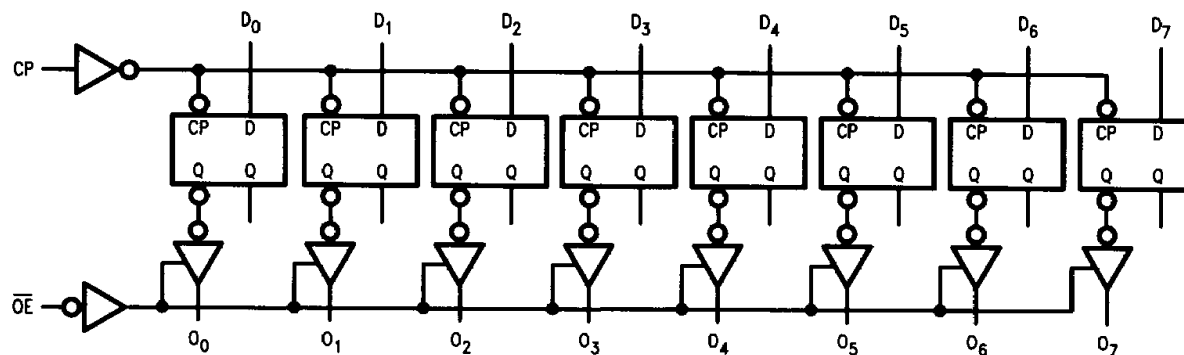 D0 D1 D2 D3 D4 D5 D6 D7
CP
CP D CP D CP D CP D CP D CP D CP D CP D
Q Q Q Q Q Q Q Q Q Q Q Q Q Q Q Q
O̅E̅
O0 O1 O2 O3 O4 O5 O6 O7